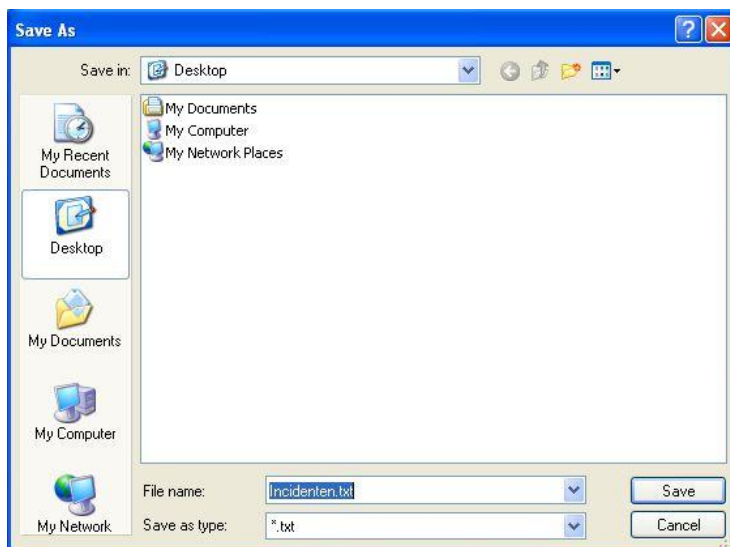 Save As
Save in:
Desktop
My Recent
Documents
Desktop
My Documents
My Computer
My Network
My Documents
My Computer
My Network Places
File name:
Incidenten.txt
Save
Save as type:
*.txt
Cancel